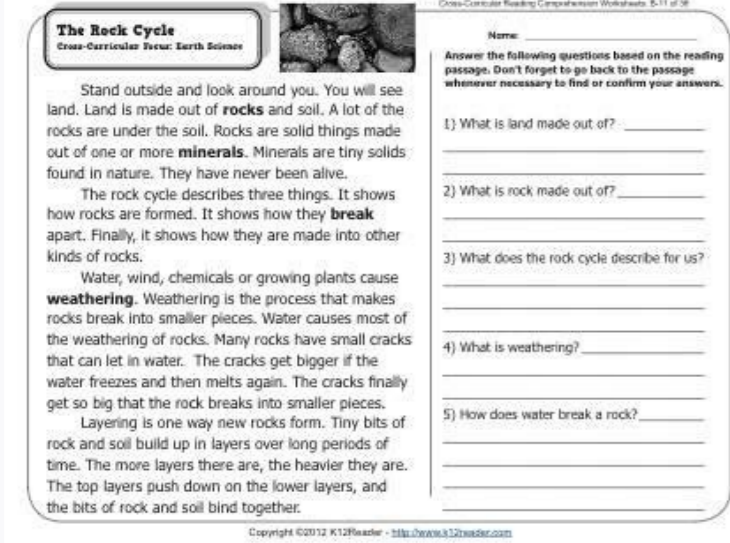 Cross-Curricular Reading Comprehension Worksheets: B-11 of 36
The Rock Cycle
Cross-Curricular Focus: Earth Science
Stand outside and look around you. You will see
land. Land is made out of rocks and soil. A lot of the
rocks are under the soil. Rocks are solid things made
out of one or more minerals. Minerals are tiny solids
found in nature. They have never been alive.
The rock cycle describes three things. It shows
how rocks are formed. It shows how they break
apart. Finally, it shows how they are made into other
kinds of rocks.
Water, wind, chemicals or growing plants cause
weathering. Weathering is the process that makes
rocks break into smaller pieces. Water causes most of
the weathering of rocks. Many rocks have small cracks
that can let in water. The cracks get bigger if the
water freezes and then melts again. The cracks finally
get so big that the rock breaks into smaller pieces.
Layering is one way new rocks form. Tiny bits of
rock and soil build up in layers over long periods of
time. The more layers there are, the heavier they are.
The top layers push down on the lower layers, and
the bits of rock and soil bind together.
Name:
Answer the following questions based on the reading
passage. Don't forget to go back to the passage
whenever necessary to find or confirm your answers.
1) What is land made out of?
2) What is rock made out of?
3) What does the rock cycle describe for us?
4) What is weathering?
5) How does water break a rock?
Copyright ©2012 K12Reader - http://www.k12reader.com